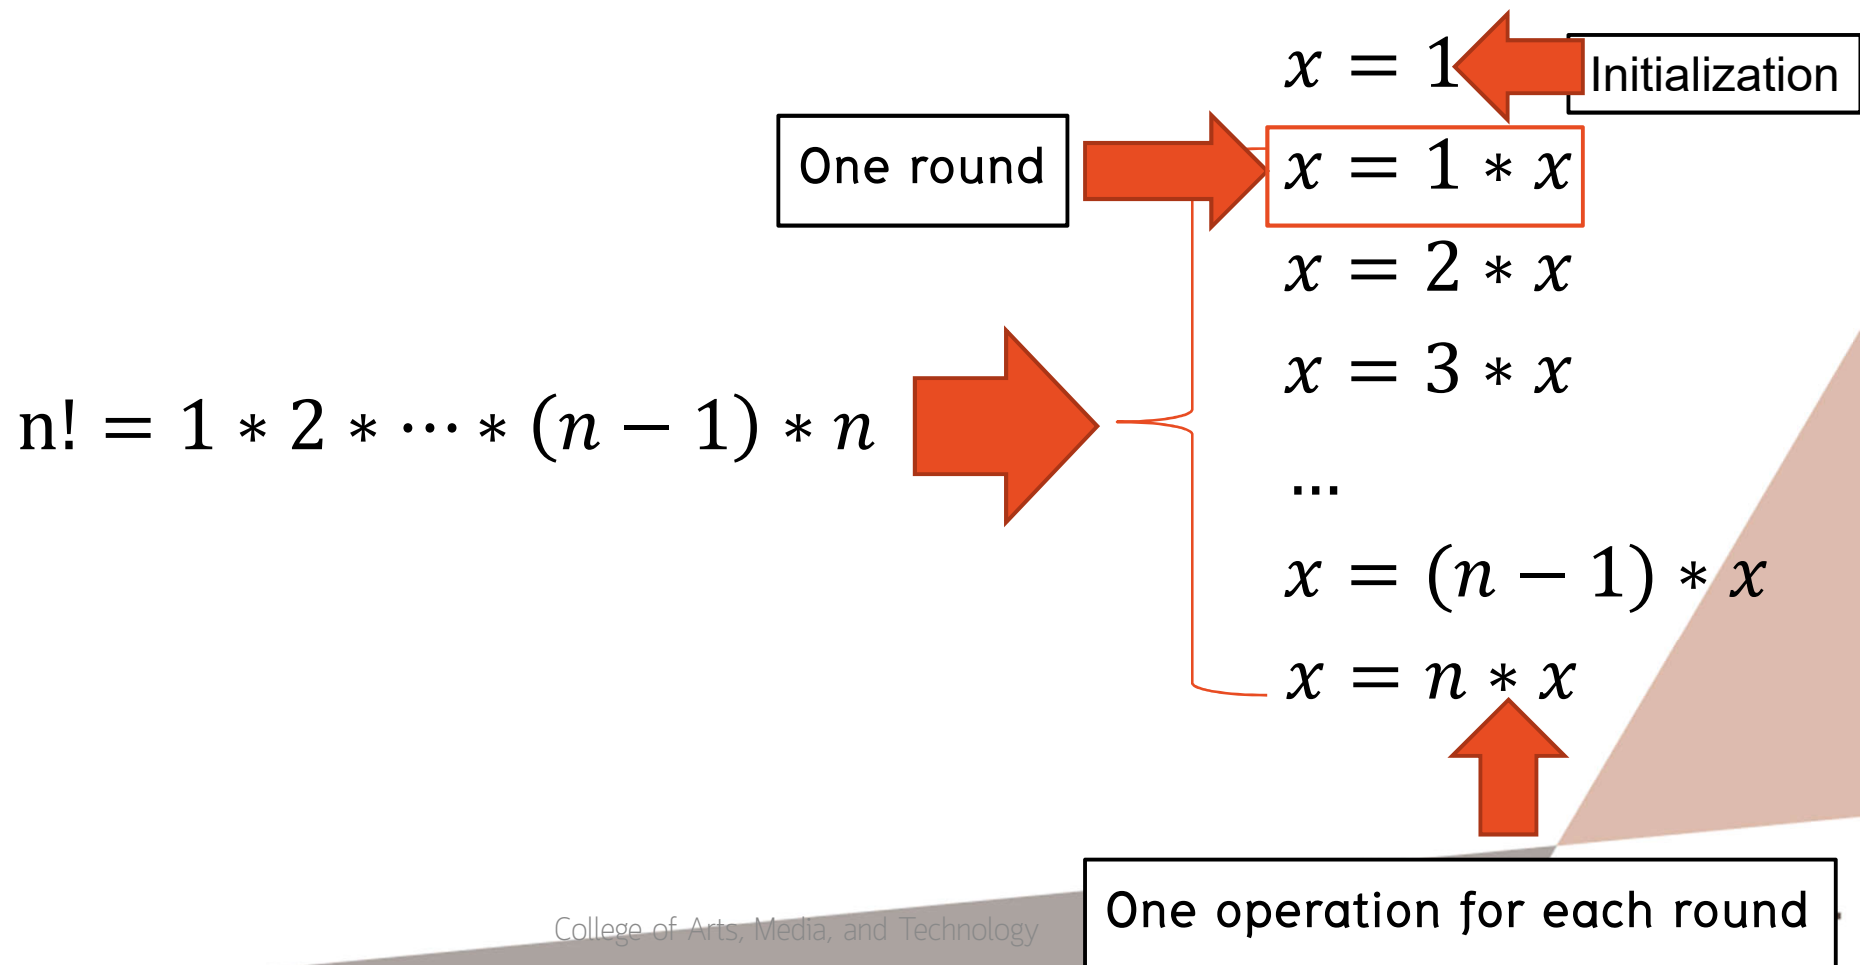 x = 1
Initialization
One round
x = 1 ∗ x
x = 2 ∗ x
x = 3 ∗ x
n! = 1 ∗ 2 ∗ ⋯ ∗ (n − 1) ∗ n
...
x = (n − 1) ∗ x
x = n ∗ x
One operation for each round
College of Arts, Media, and Technology